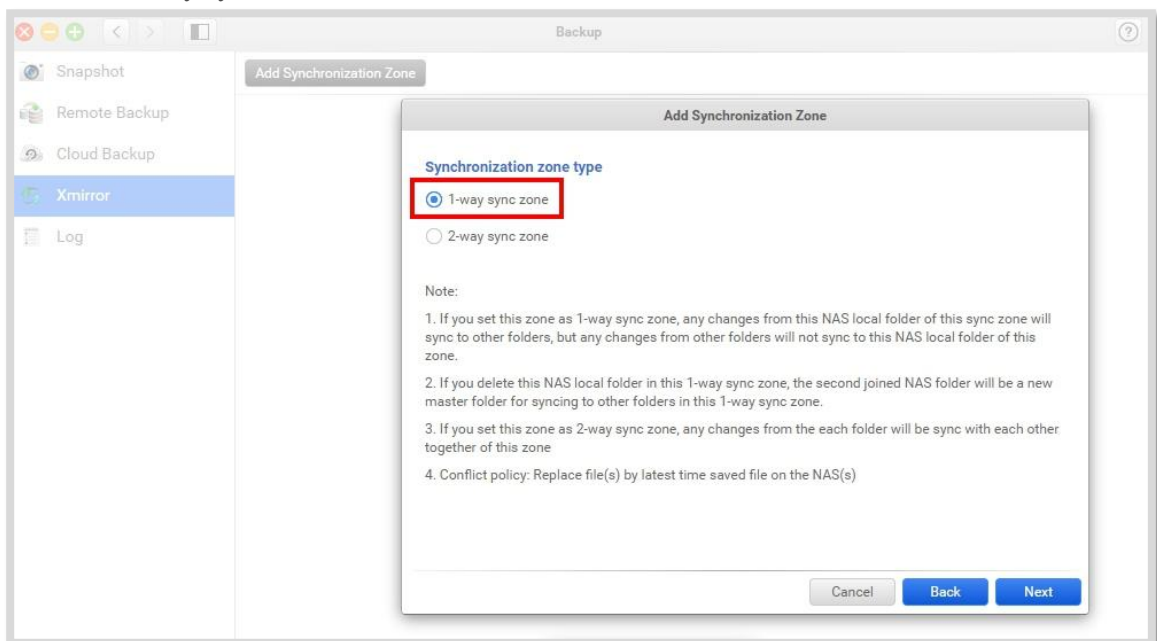 Backup
?
Snapshot
Add Synchronization Zone
Remote Backup
Cloud Backup
Xmirror
Log
Add Synchronization Zone
Synchronization zone type
1-way sync zone
2-way sync zone
Note:
1. If you set this zone as 1-way sync zone, any changes from this NAS local folder of this sync zone will
sync to other folders, but any changes from other folders will not sync to this NAS local folder of this
zone.
2. If you delete this NAS local folder in this 1-way sync zone, the second joined NAS folder will be a new
master folder for syncing to other folders in this 1-way sync zone.
3. If you set this zone as 2-way sync zone, any changes from the each folder will be sync with each other
together of this zone
4. Conflict policy: Replace file(s) by latest time saved file on the NAS(s)
Cancel
Back
Next